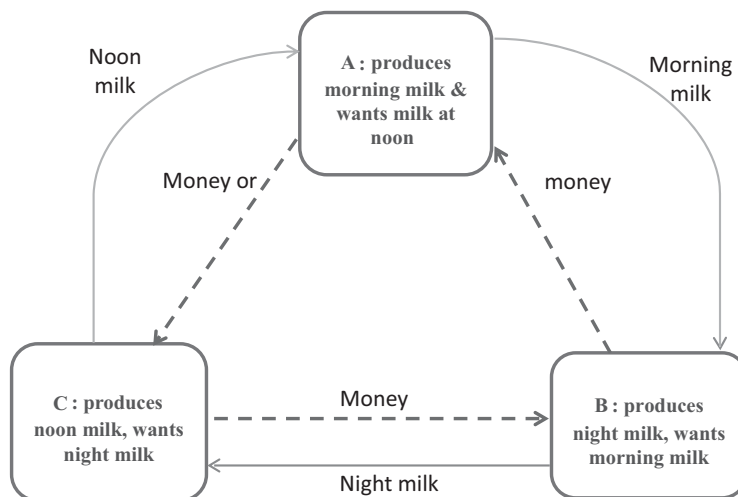 Noon
milk
A : produces
morning milk &
wants milk at
noon
Morning
milk
Money or
money
C : produces
noon milk, wants
night milk
Money
B : produces
night milk, wants
morning milk
Night milk